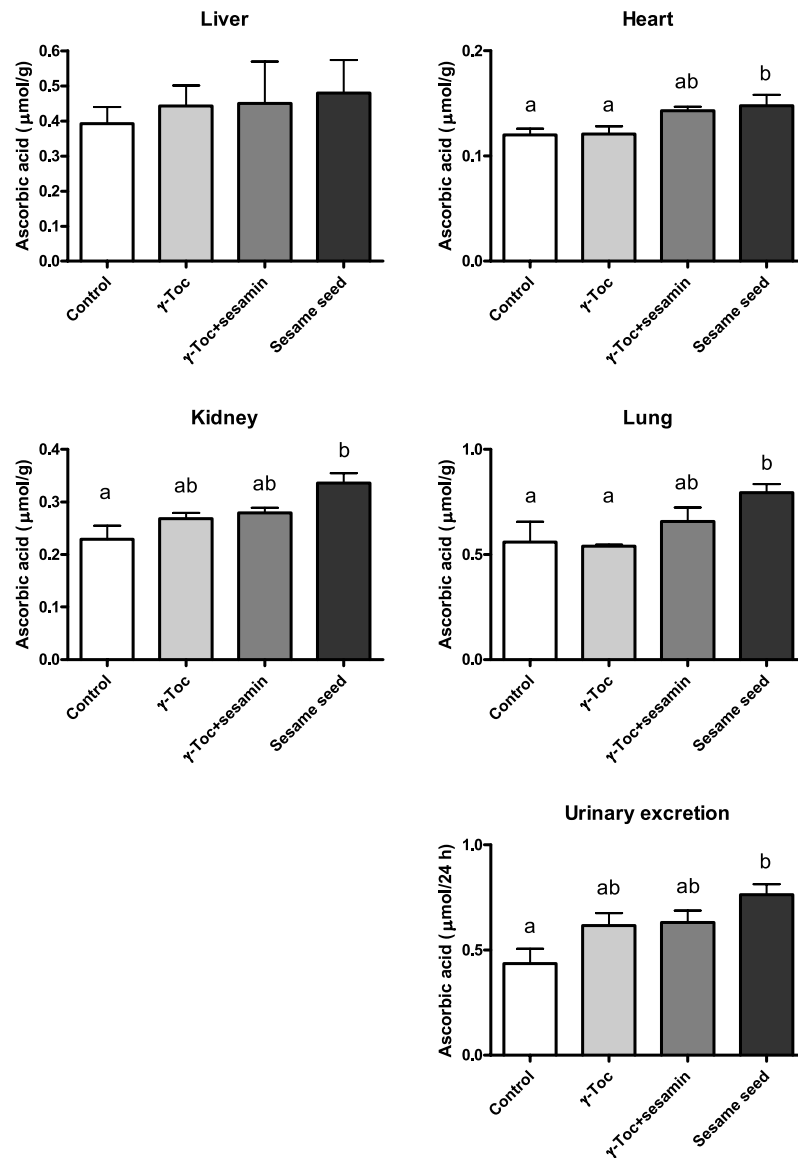 Liver
Ascorbic acid ( μmol/g)
0.6
0.5
0.4
0.3
0.2
0.1
0.0
Control
γ-Toc
γ-Toc+sesamin
Sesame seed
Heart
Ascorbic acid ( μmol/g)
0.2
0.1
0.0
a
a
ab
b
Control
γ-Toc
γ-Toc+sesamin
Sesame seed
Kidney
Ascorbic acid ( μmol/g)
0.4
0.3
0.2
0.1
0.0
a
ab
ab
b
Control
γ-Toc
γ-Toc+sesamin
Sesame seed
Lung
Ascorbic acid ( μmol/g)
1.0
0.5
0.0
a
a
ab
b
Control
γ-Toc
γ-Toc+sesamin
Sesame seed
Urinary excretion
Ascorbic acid ( μmol/24 h)
1.0
0.5
0.0
a
ab
ab
b
Control
γ-Toc
γ-Toc+sesamin
Sesame seed